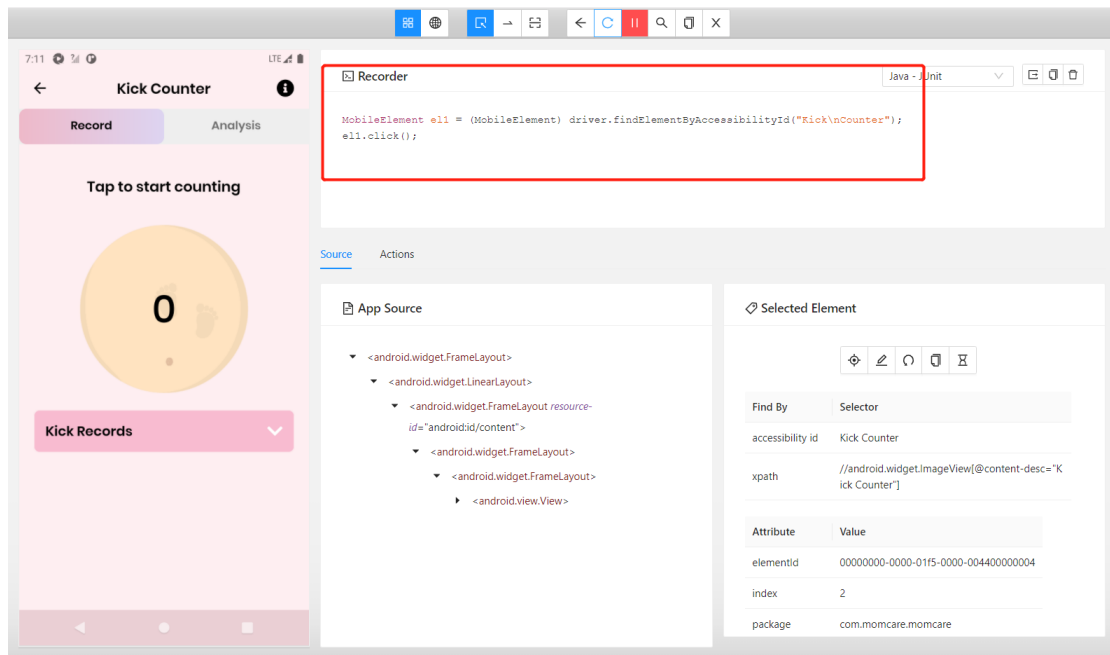 7:11
LTE
Kick Counter
Record
Analysis
Tap to start counting
0
Kick Records
Recorder
Java - JUnit
MobileElement el1 = (MobileElement) driver.findElementByAccessibilityId("Kick\nCounter");
el1.click();
Source
Actions
App Source
<android.widget.FrameLayout>
<android.widget.LinearLayout>
<android.widget.FrameLayout resource-
id="android:id/content">
<android.widget.FrameLayout>
<android.widget.FrameLayout>
<android.view.View>
Selected Element
Find By Selector
accessibility id Kick Counter
xpath //android.widget.ImageView[@content-desc="K
ick Counter"]
Attribute Value
elementId 00000000-0000-01f5-0000-004400000004
index 2
package com.momcare.momcare